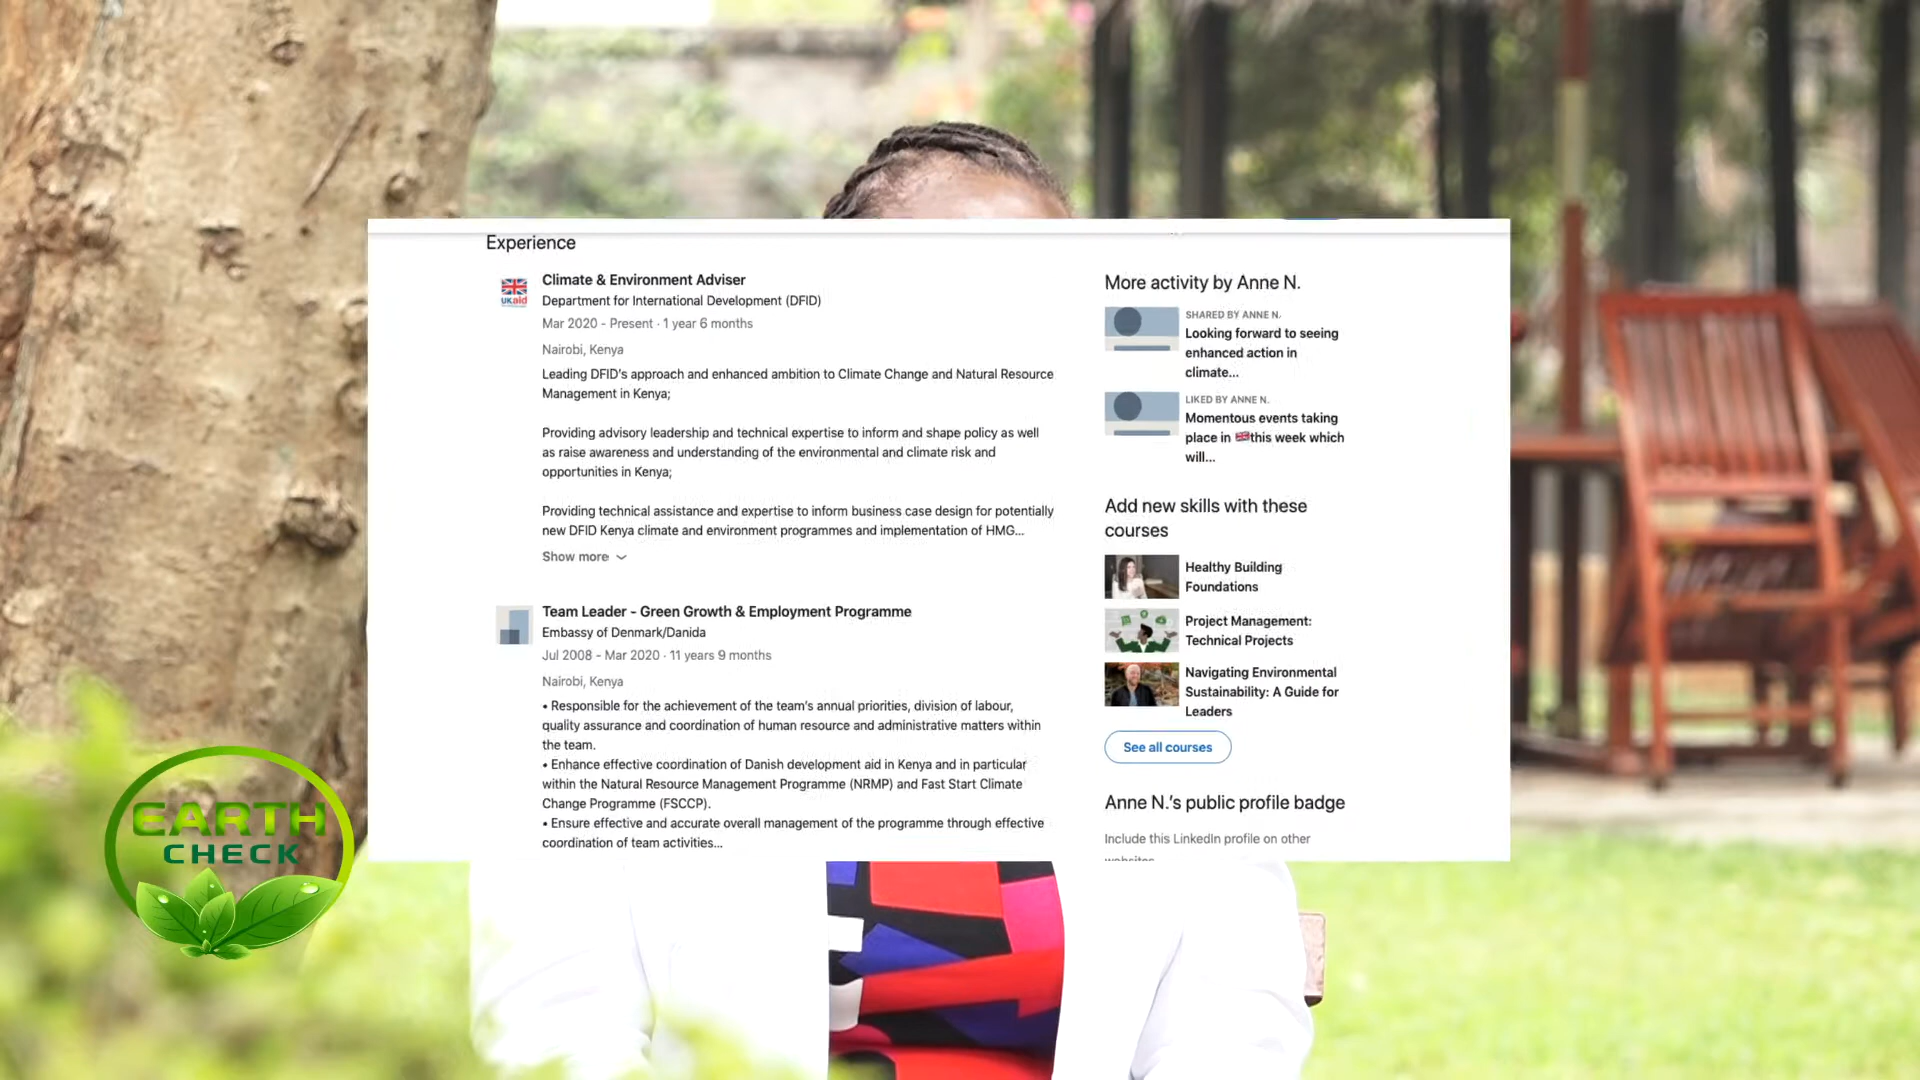 Experience
Climate & Environment Adviser
Department for International Development (DFID)
Mar 2020 - Present · 1 year 6 months
Nairobi, Kenya
Leading DFID's approach and enhanced ambition to Climate Change and Natural Resource
Management in Kenya;
Providing advisory leadership and technical expertise to inform and shape policy as well
as raise awareness and understanding of the environmental and climate risk and
opportunities in Kenya;
Providing technical assistance and expertise to inform business case design for potentially
new DFID Kenya climate and environment programmes and implementation of HMG...
Show more
UKaid
Team Leader - Green Growth & Employment Programme
Embassy of Denmark/Danida
Jul 2008 - Mar 2020 · 11 years 9 months
Nairobi, Kenya
• Responsible for the achievement of the team's annual priorities, division of labour,
quality assurance and coordination of human resource and administrative matters within
the team.
• Enhance effective coordination of Danish development aid in Kenya and in particular
within the Natural Resource Management Programme (NRMP) and Fast Start Climate
Change Programme (FSCCP).
• Ensure effective and accurate overall management of the programme through effective
coordination of team activities...
More activity by Anne N.
SHARED BY ANNE N.
Looking forward to seeing
enhanced action in
climate...
LIKED BY ANNE N.
Momentous events taking
place in 🇬🇧this week which
will...
Add new skills with these
courses
Healthy Building
Foundations
Project Management:
Technical Projects
Navigating Environmental
Sustainability: A Guide for
Leaders
See all courses
Anne N.'s public profile badge
Include this LinkedIn profile on other
websites
EARTH
CHECK